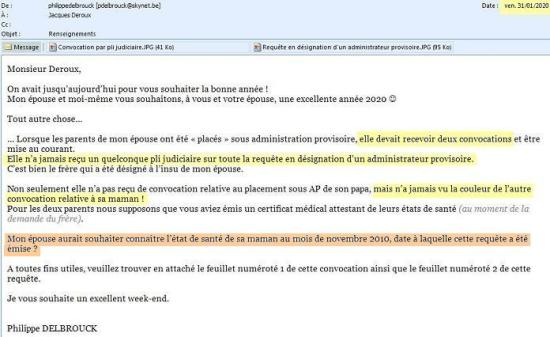 De : philippedelbrouck [pdelbrouck@skynet.be] Date : ven. 31/01/2020
À : Jacques Deroux
Cc :
Objet : Renseignements
Message Convocation par pli judiciaire.JPG (41 Ko) Requête en désignation d'un administrateur provisoire.JPG (95 Ko)
Monsieur Deroux,
On avait jusqu'aujourd'hui pour vous souhaiter la bonne année !
Mon épouse et moi-même vous souhaitons, à vous et votre épouse, une excellente année 2020 ☺
Tout autre chose…
… Lorsque les parents de mon épouse ont été « placés » sous administration provisoire, elle devait recevoir deux convocations et être
mise au courant.
Elle n'a jamais reçu un quelconque pli judiciaire sur toute la requête en désignation d'un administrateur provisoire.
C'est bien le frère qui a été désigné à l'insu de mon épouse.
Non seulement elle n'a pas reçu de convocation relative au placement sous AP de son papa, mais n'a jamais vu la couleur de l'autre
convocation relative à sa maman !
Pour les deux parents nous supposons que vous aviez émis un certificat médical attestant de leurs états de santé (au moment de la
demande du frère).
Mon épouse aurait souhaiter connaitre l'état de santé de sa maman au mois de novembre 2010, date à laquelle cette requête a été
émise ?
A toutes fins utiles, veuillez trouver en attaché le feuillet numéroté 1 de cette convocation ainsi que le feuillet numéroté 2 de cette
requête.
Je vous souhaite un excellent week-end.
Philippe DELBROUCK